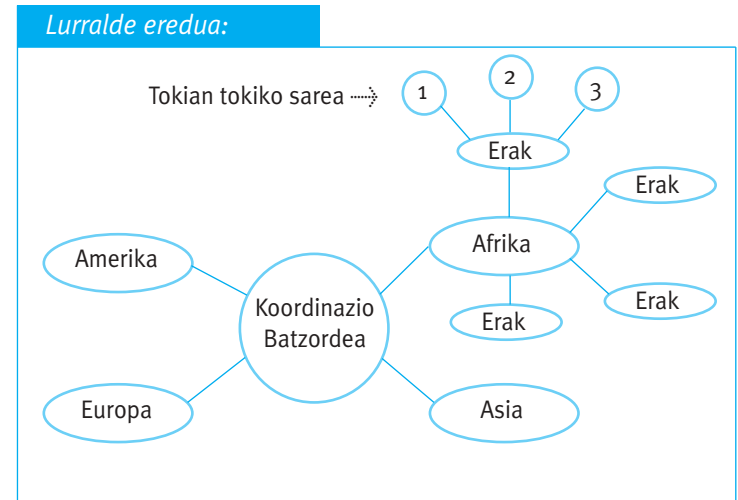 Lurralde eredua:
Tokian tokiko sarea
1
2
3
Erak
Erak
Amerika
Afrika
Koordinazio
Batzordea
Erak
Erak
Europa
Asia